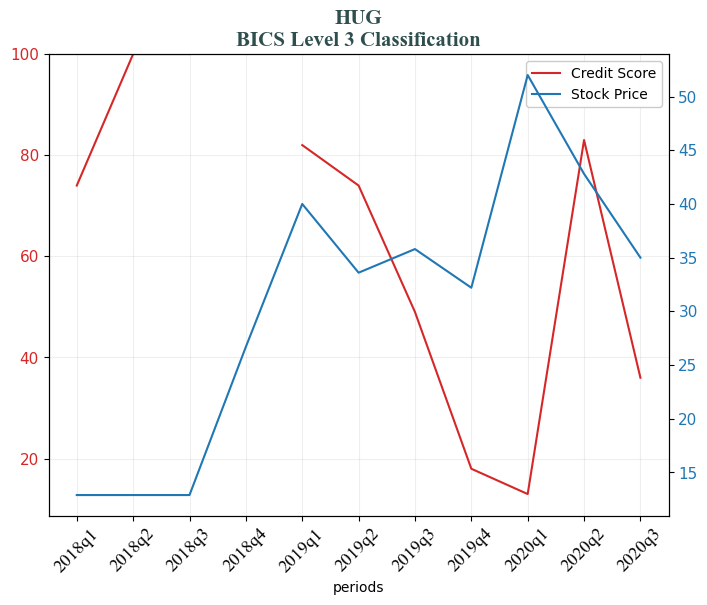 HUG
BICS Level 3 Classification
Credit Score
Stock Price
100
80
60
40
20
50
45
40
35
30
25
20
15
2018q1
2018q2
2018q3
2018q4
2019q1
2019q2
2019q3
2019q4
2020q1
2020q2
2020q3
periods